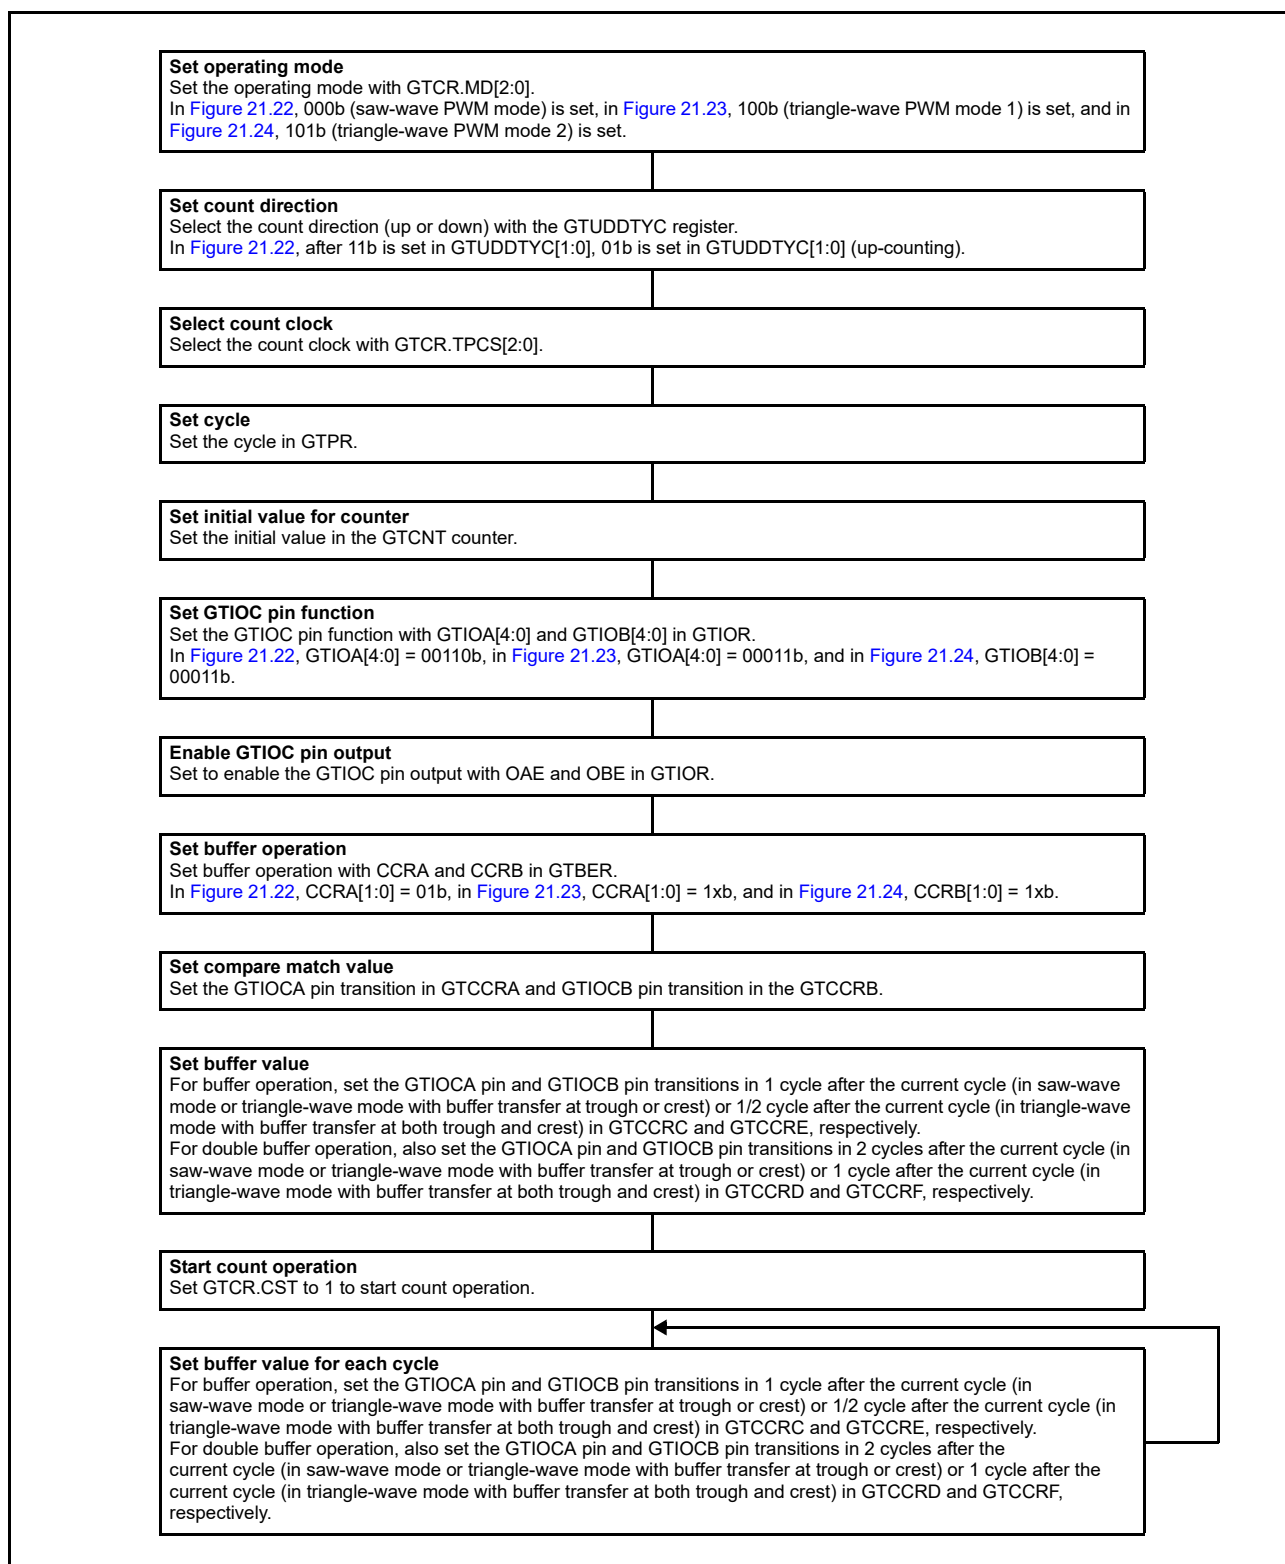 Set operating mode
Set the operating mode with GTCR.MD[2:0].
In Figure 21.22, 000b (saw-wave PWM mode) is set, in Figure 21.23, 100b (triangle-wave PWM mode 1) is set, and in
Figure 21.24, 101b (triangle-wave PWM mode 2) is set.
Set count direction
Select the count direction (up or down) with the GTUDDTYC register.
In Figure 21.22, after 11b is set in GTUDDTYC[1:0], 01b is set in GTUDDTYC[1:0] (up-counting).
Select count clock
Select the count clock with GTCR.TPCS[2:0].
Set cycle
Set the cycle in GTPR.
Set initial value for counter
Set the initial value in the GTCNT counter.
Set GTIOC pin function
Set the GTIOC pin function with GTIOA[4:0] and GTIOB[4:0] in GTIOR.
In Figure 21.22, GTIOA[4:0] = 00110b, in Figure 21.23, GTIOA[4:0] = 00011b, and in Figure 21.24, GTIOB[4:0] =
00011b.
Enable GTIOC pin output
Set to enable the GTIOC pin output with OAE and OBE in GTIOR.
Set buffer operation
Set buffer operation with CCRA and CCRB in GTBER.
In Figure 21.22, CCRA[1:0] = 01b, in Figure 21.23, CCRA[1:0] = 1xb, and in Figure 21.24, CCRB[1:0] = 1xb.
Set compare match value
Set the GTIOCA pin transition in GTCCRA and GTIOCB pin transition in the GTCCRB.
Set buffer value
For buffer operation, set the GTIOCA pin and GTIOCB pin transitions in 1 cycle after the current cycle (in saw-wave
mode or triangle-wave mode with buffer transfer at trough or crest) or 1/2 cycle after the current cycle (in triangle-wave
mode with buffer transfer at both trough and crest) in GTCCRC and GTCCRE, respectively.
For double buffer operation, also set the GTIOCA pin and GTIOCB pin transitions in 2 cycles after the current cycle (in
saw-wave mode or triangle-wave mode with buffer transfer at trough or crest) or 1 cycle after the current cycle (in
triangle-wave mode with buffer transfer at both trough and crest) in GTCCRD and GTCCRF, respectively.
Start count operation
Set GTCR.CST to 1 to start count operation.
Set buffer value for each cycle
For buffer operation, set the GTIOCA pin and GTIOCB pin transitions in 1 cycle after the current cycle (in
saw-wave mode or triangle-wave mode with buffer transfer at trough or crest) or 1/2 cycle after the current cycle (in
triangle-wave mode with buffer transfer at both trough and crest) in GTCCRC and GTCCRE, respectively.
For double buffer operation, also set the GTIOCA pin and GTIOCB pin transitions in 2 cycles after the
current cycle (in saw-wave mode or triangle-wave mode with buffer transfer at trough or crest) or 1 cycle after the
current cycle (in triangle-wave mode with buffer transfer at both trough and crest) in GTCCRD and GTCCRF,
respectively.